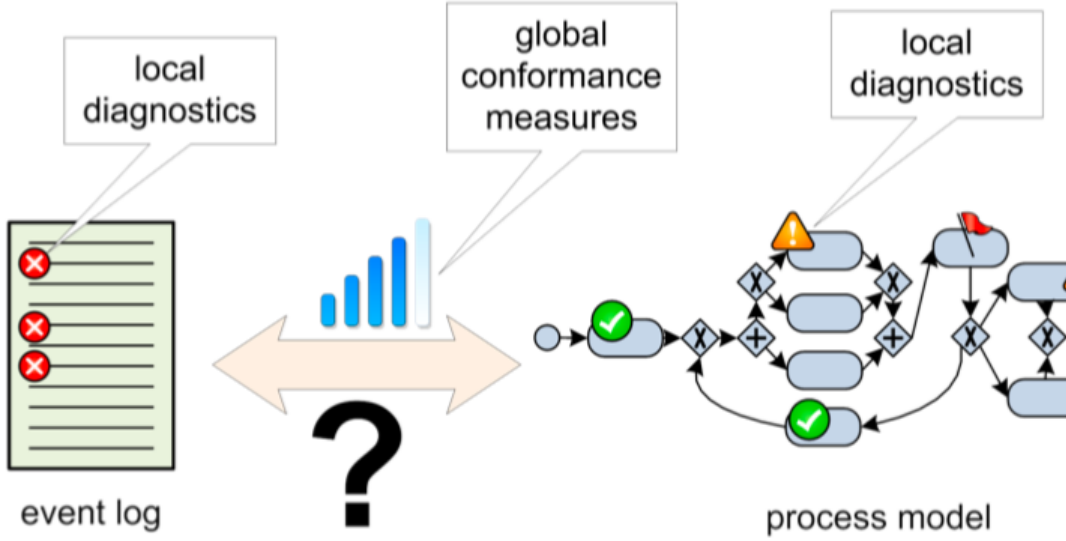 local
diagnostics
global
conformance
measures
local
diagnostics
?
event log
process model